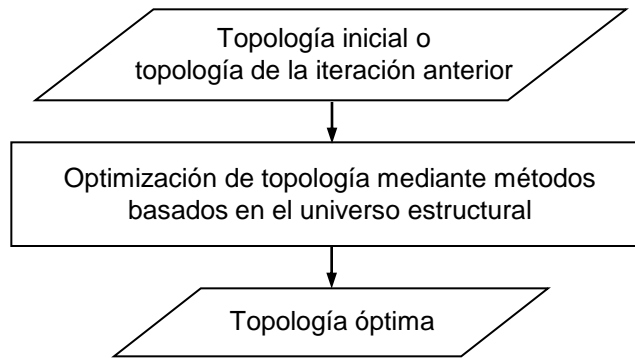 Topología inicial o
topología de la iteración anterior
Optimización de topología mediante métodos
basados en el universo estructural
Topología óptima